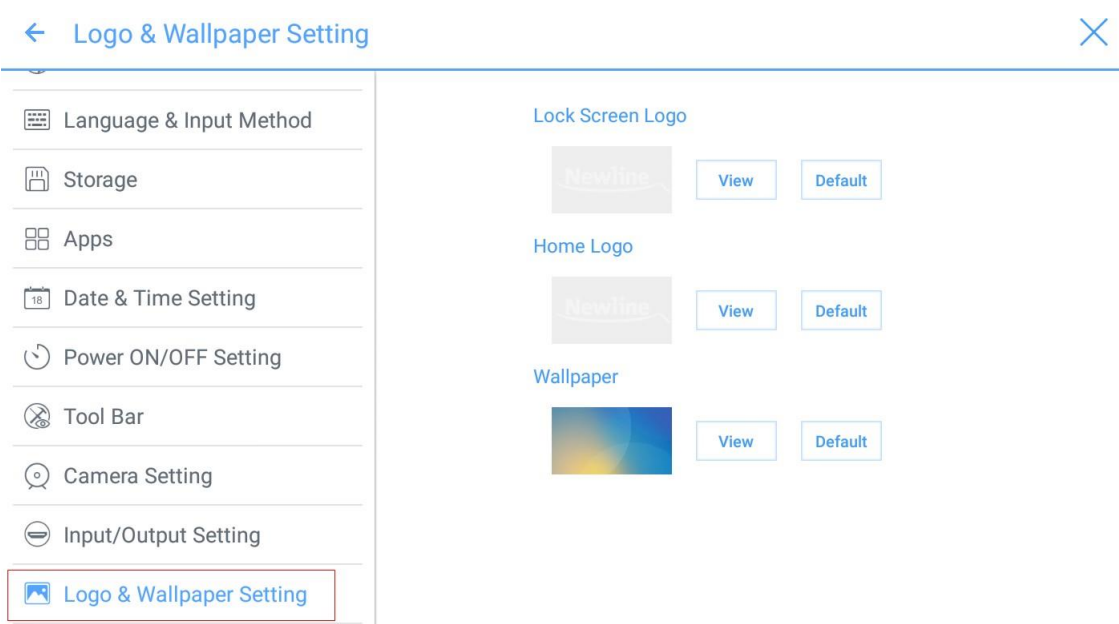 Logo & Wallpaper Setting
Language & Input Method
Storage
Apps
18
Date & Time Setting
Power ON/OFF Setting
Tool Bar
Camera Setting
Input/Output Setting
Logo & Wallpaper Setting
Lock Screen Logo
Newline
View
Default
Home Logo
Newline
View
Default
Wallpaper
View
Default